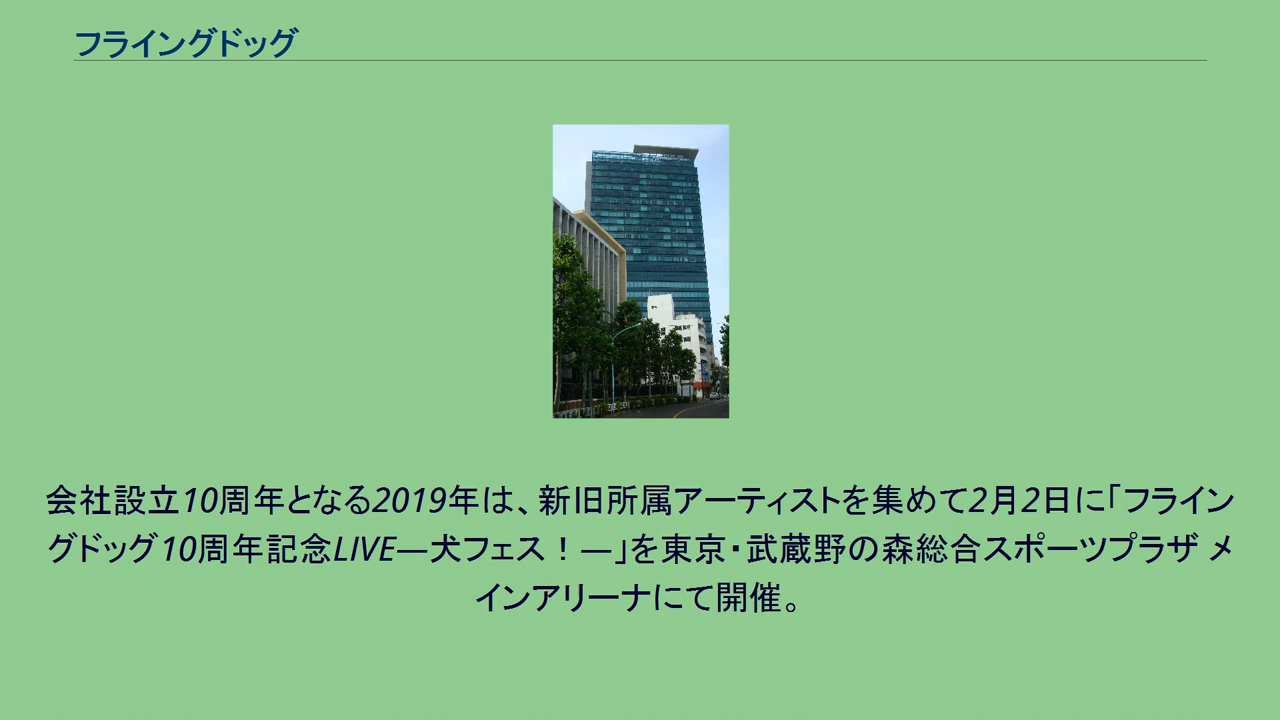 フライングドッグ
会社設立10周年となる2019年は、新旧所属アーティストを集めて2月2日に「フライン
グドッグ10周年記念LIVE―犬フェス！―」を東京・武蔵野の森総合スポーツプラザ メ
インアリーナにて開催。